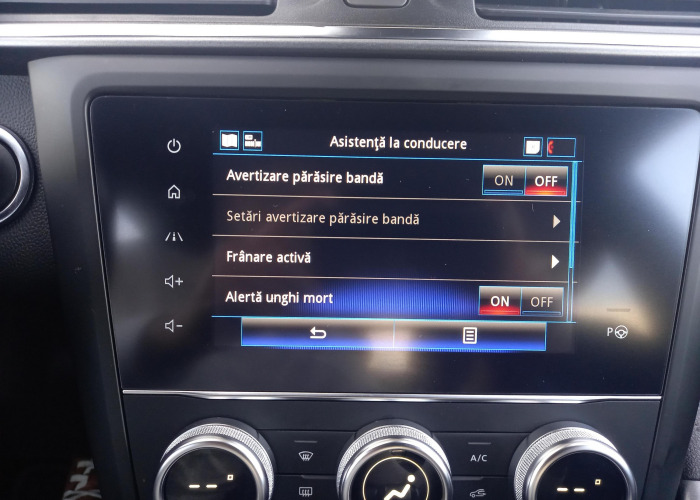 Asistență la conducere
Avertizare părăsire bandă ON OFF
Setări avertizare părăsire bandă
Frânare activă
Alertă unghi mort ON OFF
P
A/C
-- --